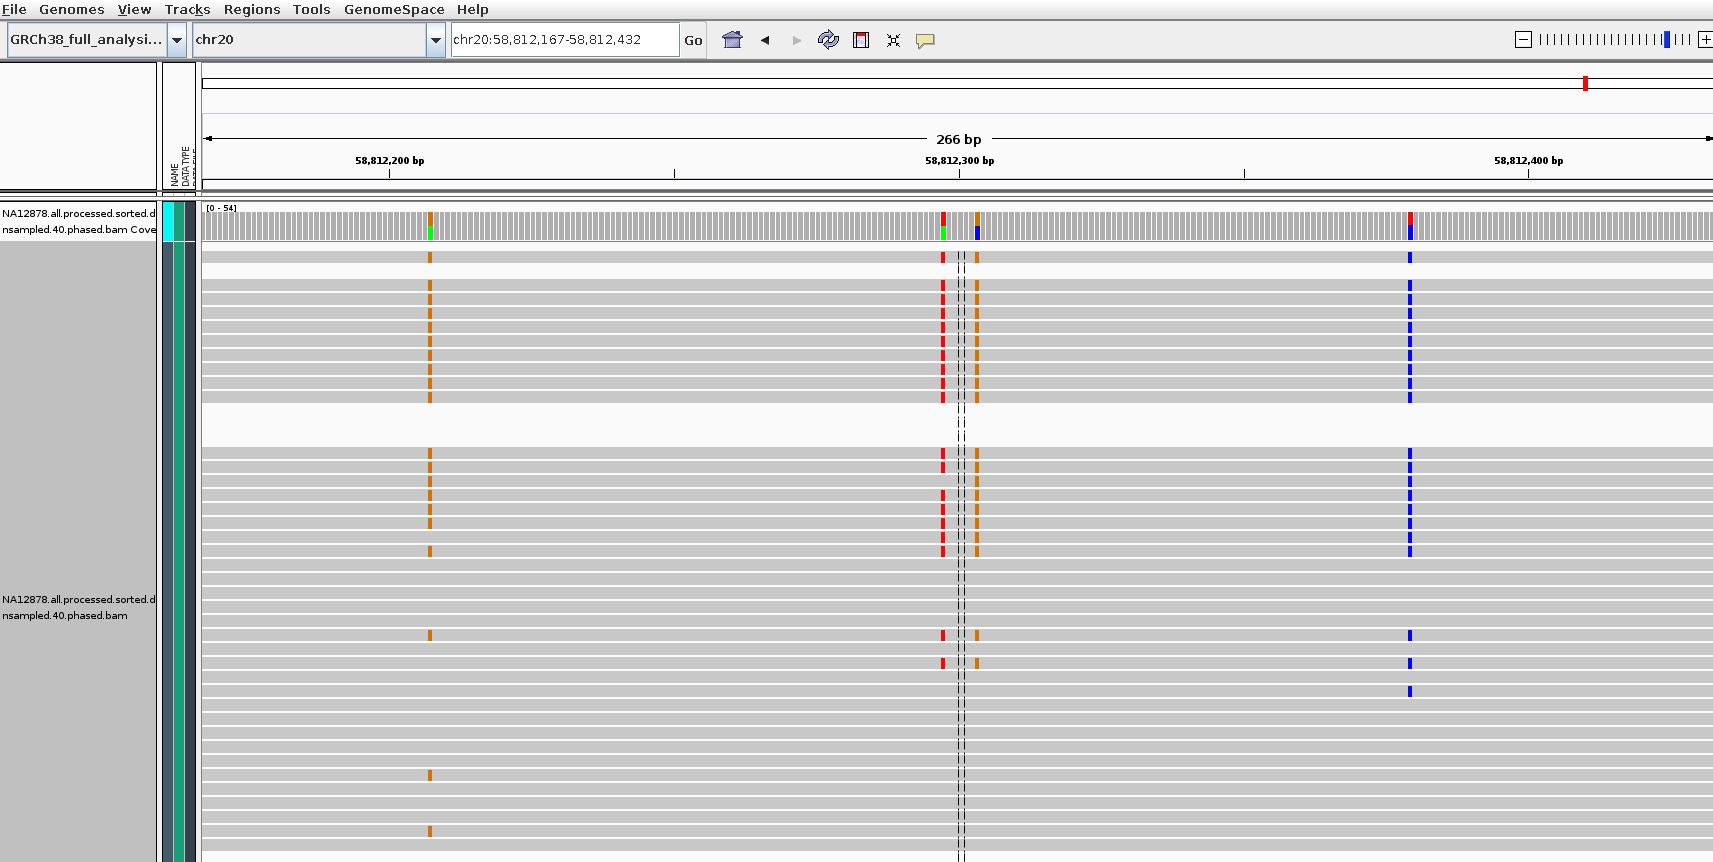 File Genomes View Tracks Regions Tools GenomeSpace Help
GRCh38_full_analysi... chr20 chr20:58,812,167-58,812,432 Go
NAME
DATA TYPE
266 bp
58,812,200 bp 58,812,300 bp 58,812,400 bp
[0 - 54]
NA12878.all.processed.sorted.d
nsampled.40.phased.bam Cove
NA12878.all.processed.sorted.d
nsampled.40.phased.bam